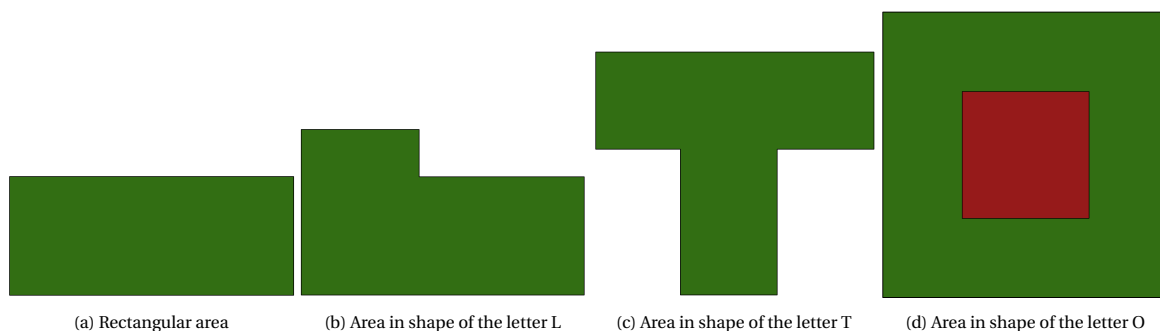 (a) Rectangular area
(b) Area in shape of the letter L
(c) Area in shape of the letter T
(d) Area in shape of the letter O